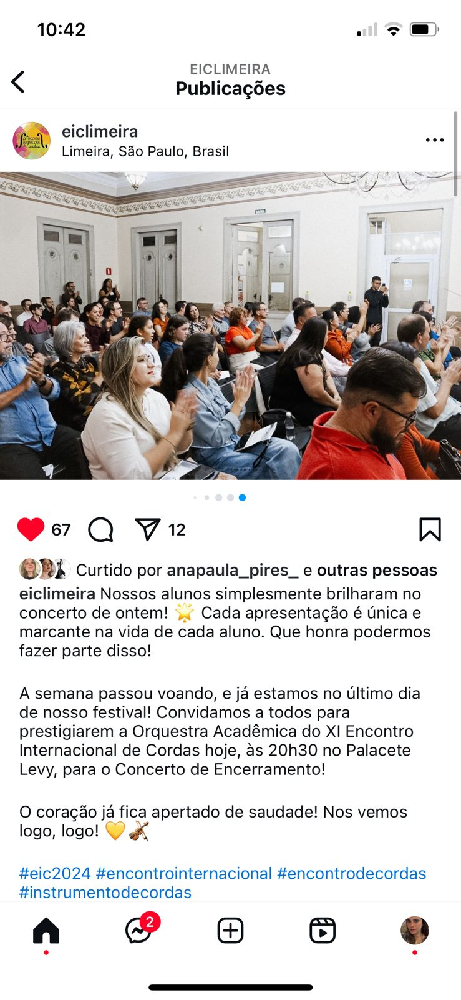 10:42
EICLIMEIRA
Publicações
eiclimeira
Limeira, São Paulo, Brasil
67
12
Curtido por anapaula_pires_ e outras pessoas
eiclimeira Nossos alunos simplesmente brilharam no
concerto de ontem! 🌟 Cada apresentação é única e
marcante na vida de cada aluno. Que honra podermos
fazer parte disso!
A semana passou voando, e já estamos no último dia
de nosso festival! Convidamos a todos para
prestigiarem a Orquestra Acadêmica do XI Encontro
Internacional de Cordas hoje, às 20h30 no Palacete
Levy, para o Concerto de Encerramento!
O coração já fica apertado de saudade! Nos vemos
logo, logo! 💛🎻
#eic2024 #encontrointernacional #encontrodecordas
#instrumentodecordas
2